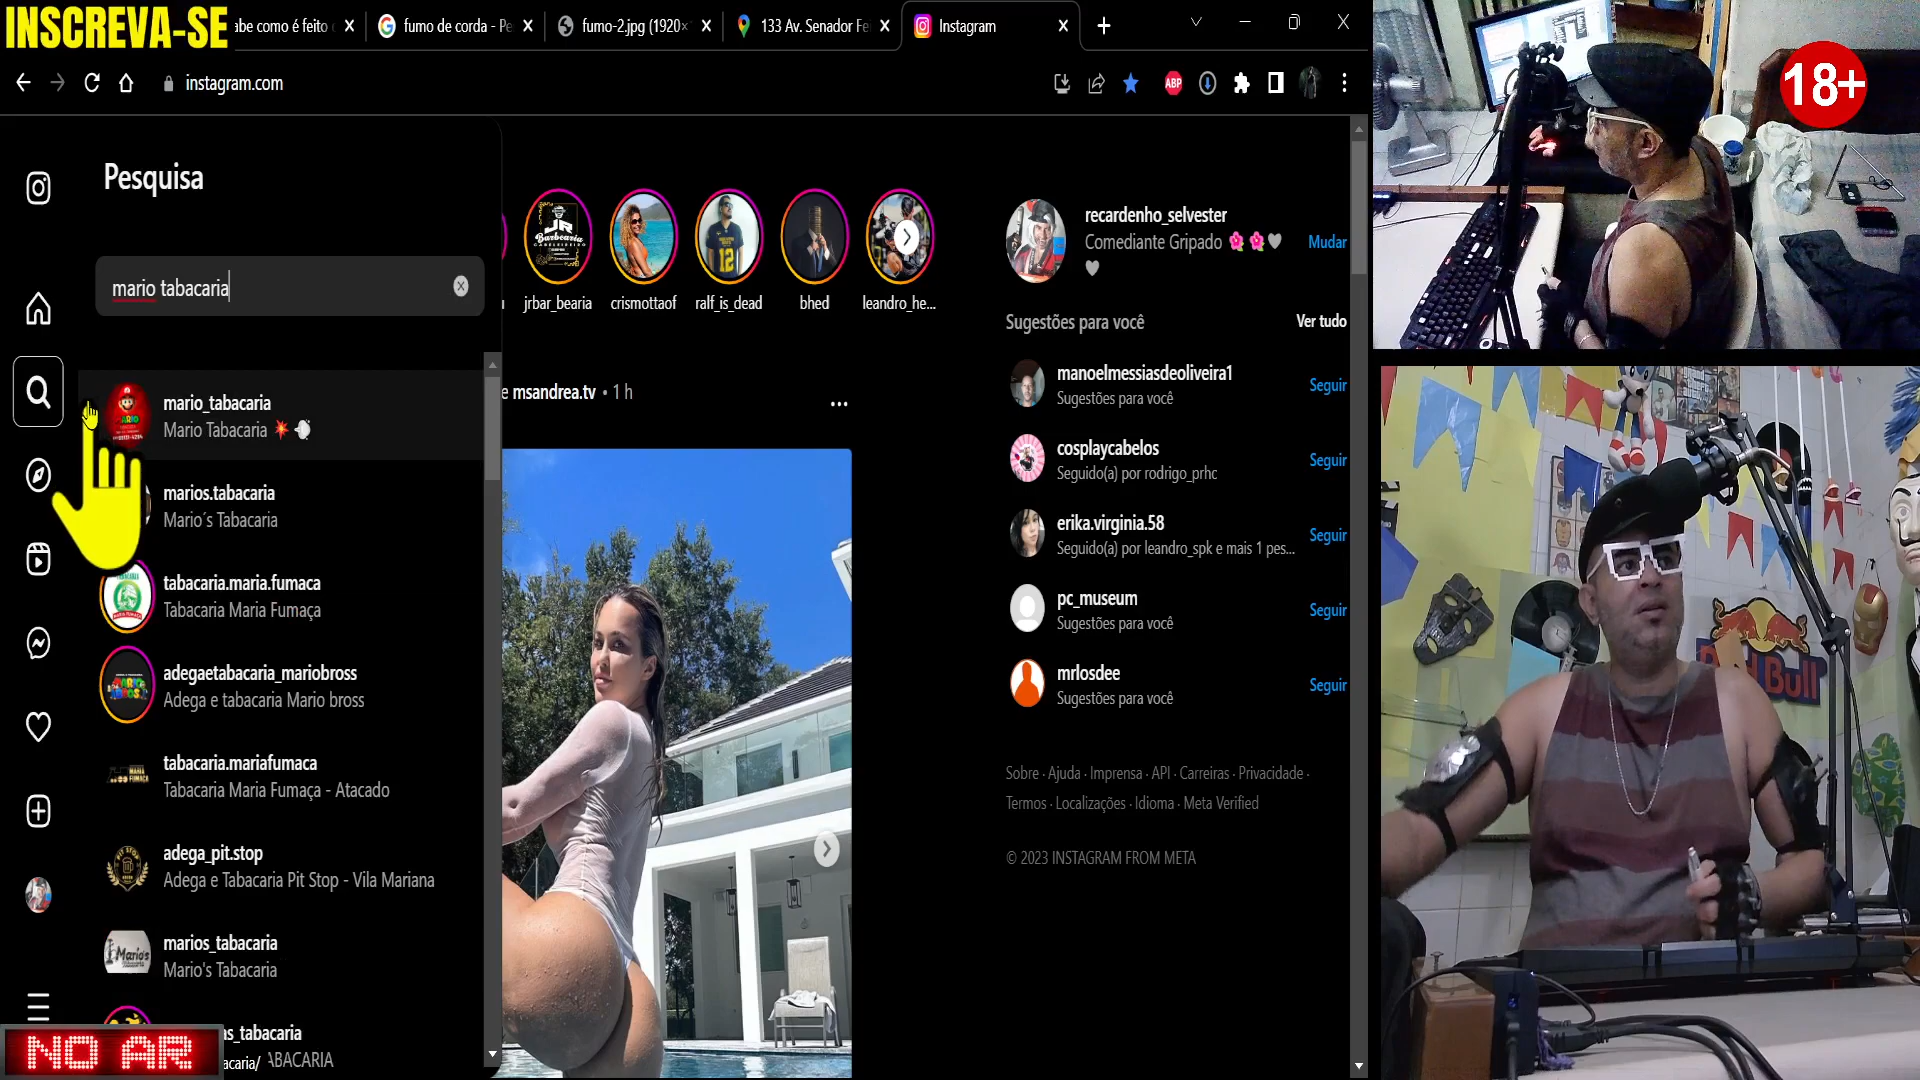 INSCREVA-SE
abe como é feito
fumo de corda - Pe
fumo-2.jpg (1920×
133 Av. Senador Fei
Instagram
instagram.com
ABP
18+
Pesquisa
mario tabacaria
mario_tabacaria
Mario Tabacaria
marios.tabacaria
Mario´s Tabacaria
tabacaria.maria.fumaca
Tabacaria Maria Fumaça
adegaetabacaria_mariobross
Adega e tabacaria Mario bross
tabacaria.mariafumaca
Tabacaria Maria Fumaça - Atacado
adega_pit.stop
Adega e Tabacaria Pit Stop - Vila Mariana
marios_tabacaria
Mario's Tabacaria
as_tabacaria
ABACARIA
acaria/
NO AR
jrbar_bearia
crismottaof
ralf_is_dead
bhed
leandro_he...
e msandrea.tv • 1 h
recardenho_selvester
Comediante Gripado
Mudar
Sugestões para você
Ver tudo
manoelmessiasdeoliveira1
Sugestões para você
Seguir
cosplaycabelos
Seguido(a) por rodrigo_prhc
Seguir
erika.virginia.58
Seguido(a) por leandro_spk e mais 1 pes...
Seguir
pc_museum
Sugestões para você
Seguir
mrlosdee
Sugestões para você
Seguir
Sobre · Ajuda · Imprensa · API · Carreiras · Privacidade ·
Termos · Localizações · Idioma · Meta Verified
© 2023 INSTAGRAM FROM META
Red Bull